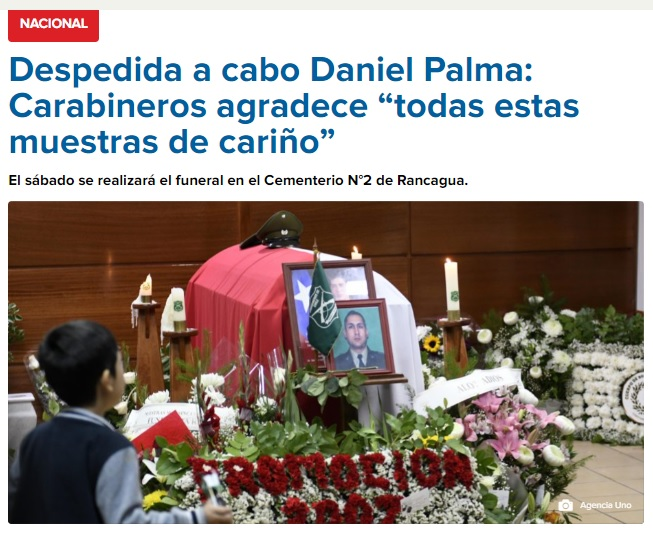 NACIONAL
Despedida a cabo Daniel Palma:
Carabineros agradece “todas estas
muestras de cariño”
El sábado se realizará el funeral en el Cementerio N°2 de Rancagua.
PROMOCION
Agencia Uno